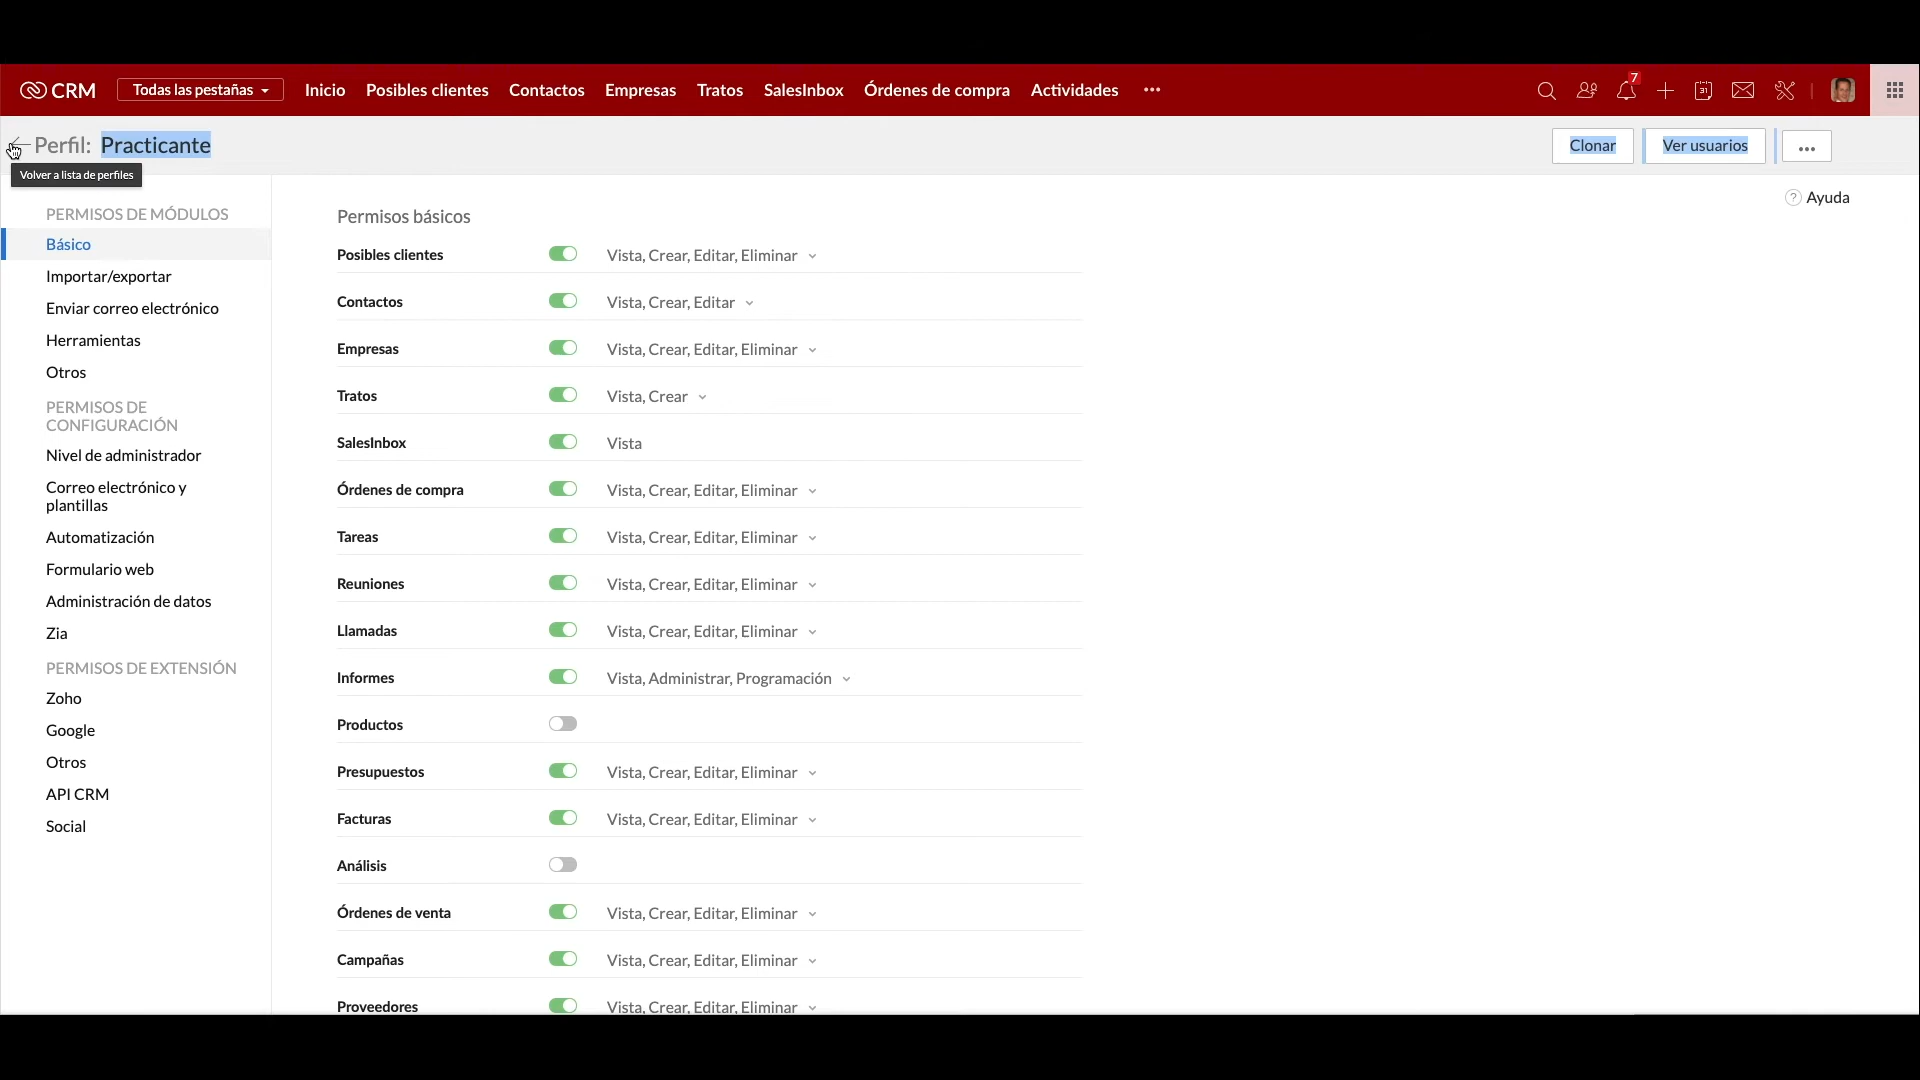 CRM Todas las pestañas Inicio Posibles clientes Contactos Empresas Tratos SalesInbox Órdenes de compra Actividades ••• 7 31
Perfil: Practicante Clonar Ver usuarios •••
Volver a lista de perfiles
? Ayuda
PERMISOS DE MÓDULOS
Básico
Importar/exportar
Enviar correo electrónico
Herramientas
Otros
PERMISOS DE
CONFIGURACIÓN
Nivel de administrador
Correo electrónico y
plantillas
Automatización
Formulario web
Administración de datos
Zia
PERMISOS DE EXTENSIÓN
Zoho
Google
Otros
API CRM
Social
Permisos básicos
Posibles clientes Vista, Crear, Editar, Eliminar
Contactos Vista, Crear, Editar
Empresas Vista, Crear, Editar, Eliminar
Tratos Vista, Crear
SalesInbox Vista
Órdenes de compra Vista, Crear, Editar, Eliminar
Tareas Vista, Crear, Editar, Eliminar
Reuniones Vista, Crear, Editar, Eliminar
Llamadas Vista, Crear, Editar, Eliminar
Informes Vista, Administrar, Programación
Productos
Presupuestos Vista, Crear, Editar, Eliminar
Facturas Vista, Crear, Editar, Eliminar
Análisis
Órdenes de venta Vista, Crear, Editar, Eliminar
Campañas Vista, Crear, Editar, Eliminar
Proveedores Vista, Crear, Editar, Eliminar